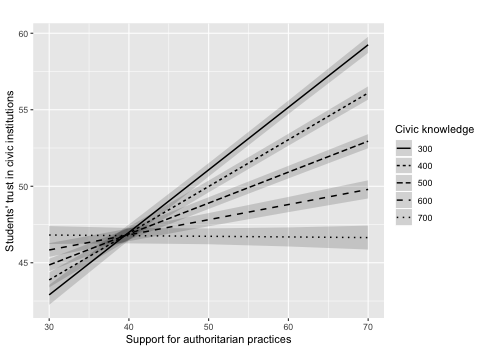 60
55
50
45
30 40 50 60 70
Support for authoritarian practices
Students' trust in civic institutions
Civic knowledge
300
400
500
600
700